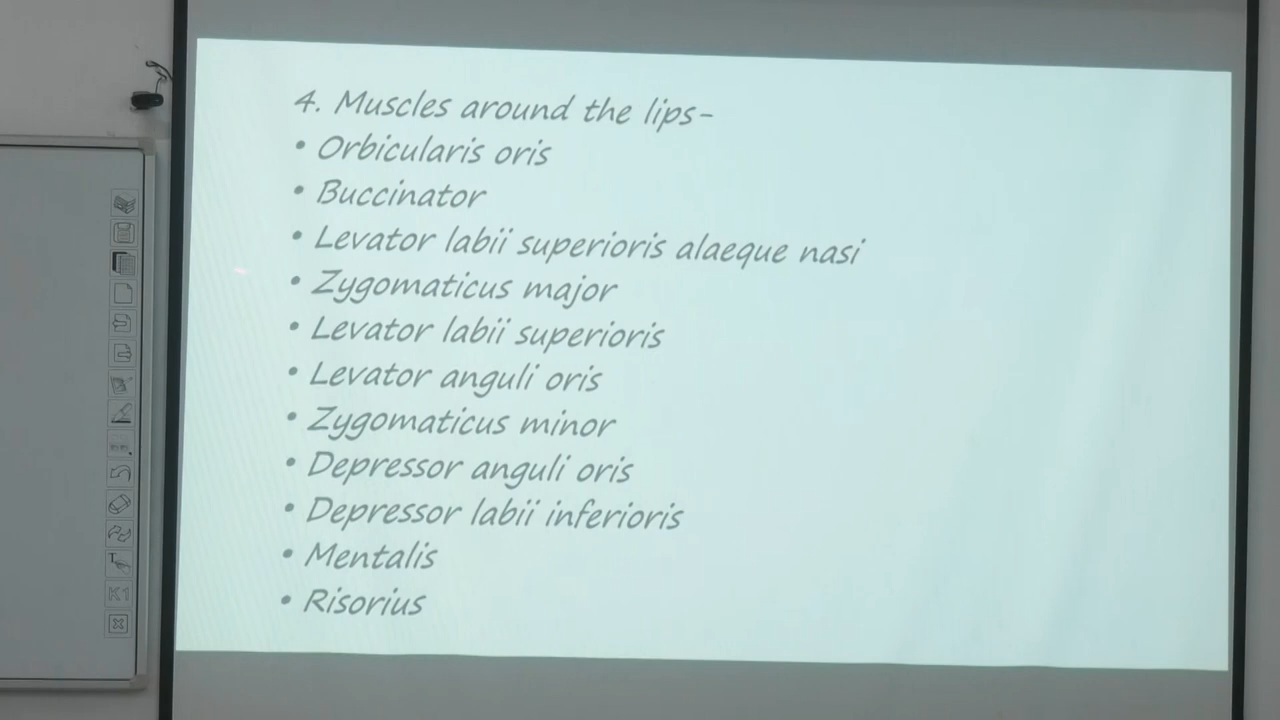 4. Muscles around the lips-
• Orbicularis oris
• Buccinator
• Levator labii superioris alaeque nasi
• Zygomaticus major
• Levator labii superioris
• Levator anguli oris
• Zygomaticus minor
• Depressor anguli oris
• Depressor labii inferioris
• Mentalis
• Risorius
T
K1